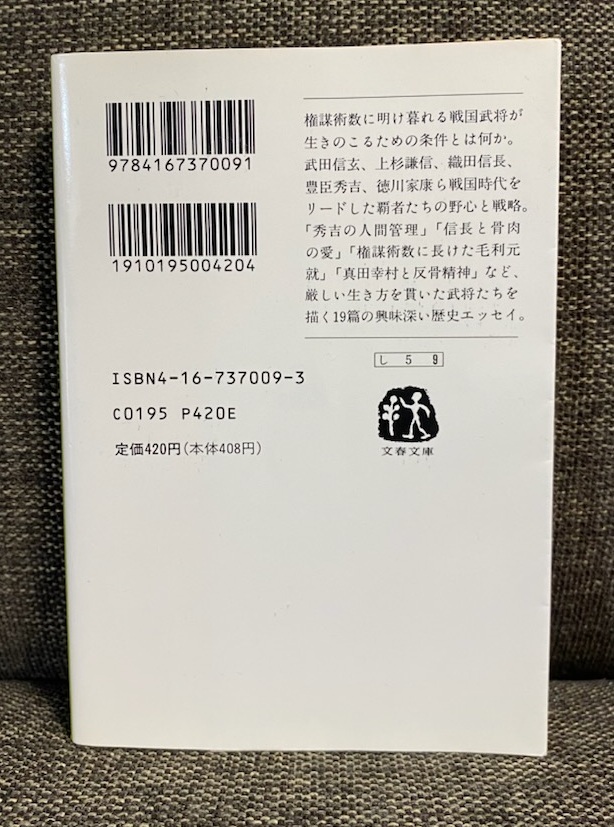 9784167370091
1910195004204
権謀術数に明け暮れる戦国武将が
生きのこるための条件とは何か。
武田信玄、上杉謙信、織田信長、
豊臣秀吉、徳川家康ら戦国時代を
リードした覇者たちの野心と戦略。
「秀吉の人間管理」「信長と骨肉
の愛」「権謀術数に長けた毛利元
就」「真田幸村と反骨精神」など、
厳しい生き方を貫いた武将たちを
描く19篇の興味深い歴史エッセイ。
し59
文春文庫
ISBN4-16-737009-3
C0195 P420E
定価420円(本体408円)